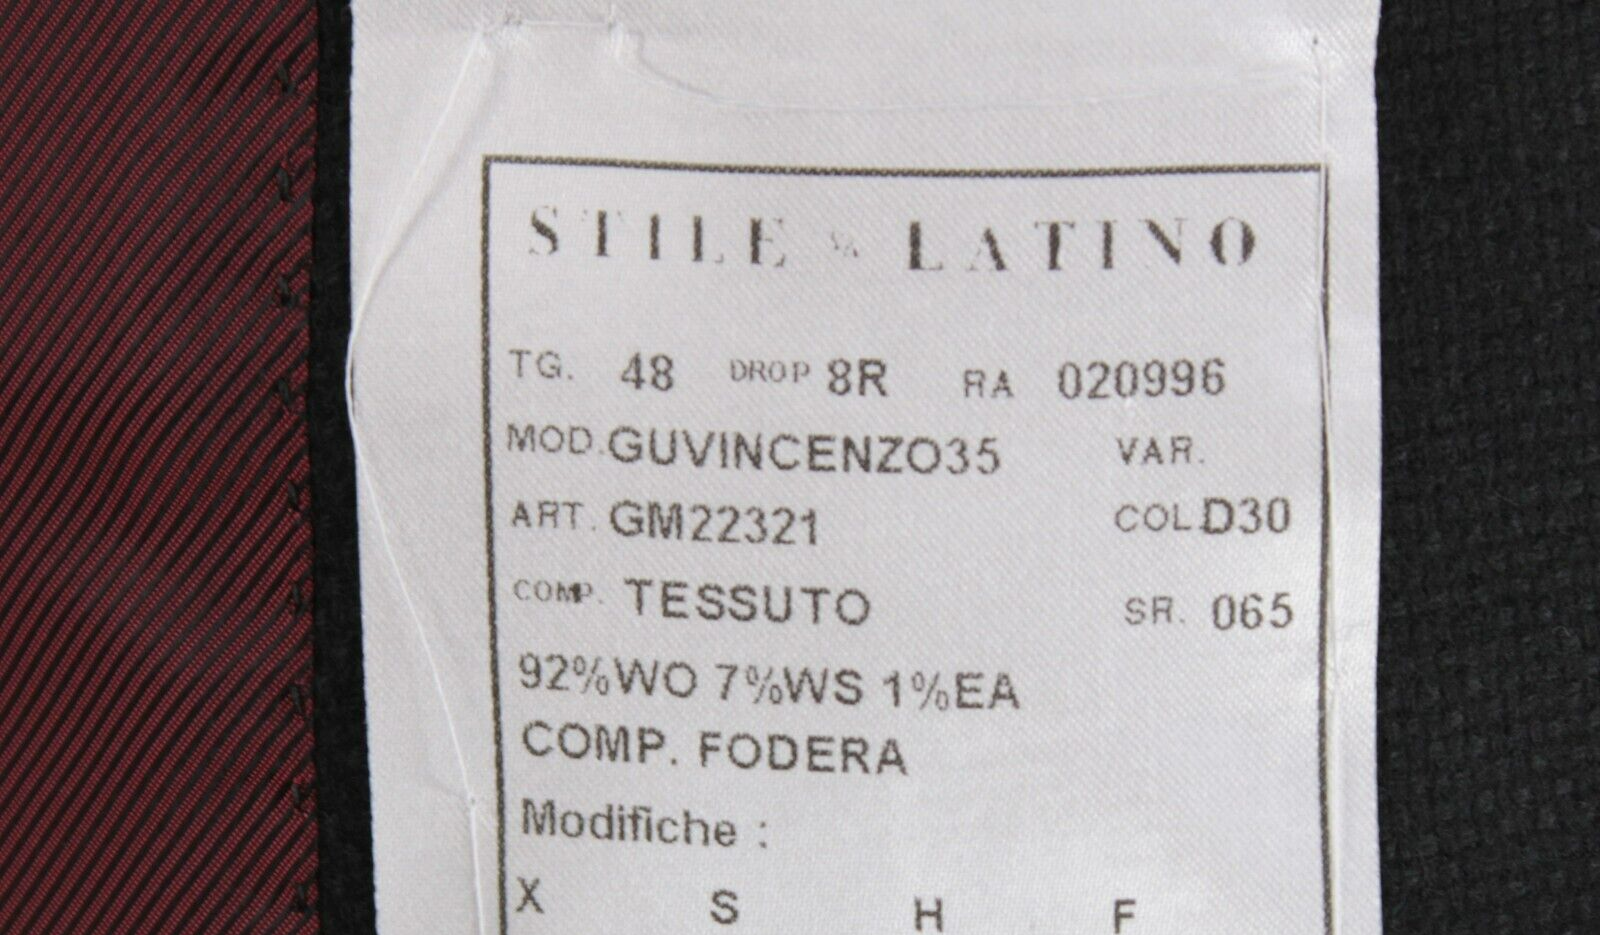 STILE LATINO
TG. 48 DROP 8R RA 020996
MOD. GUVINCENZO35 VAR.
ART. GM22321 COL. D30
COMP. TESSUTO SR. 065
92%WO 7%WS 1%EA
COMP. FODERA
Modifiche :
X S H F